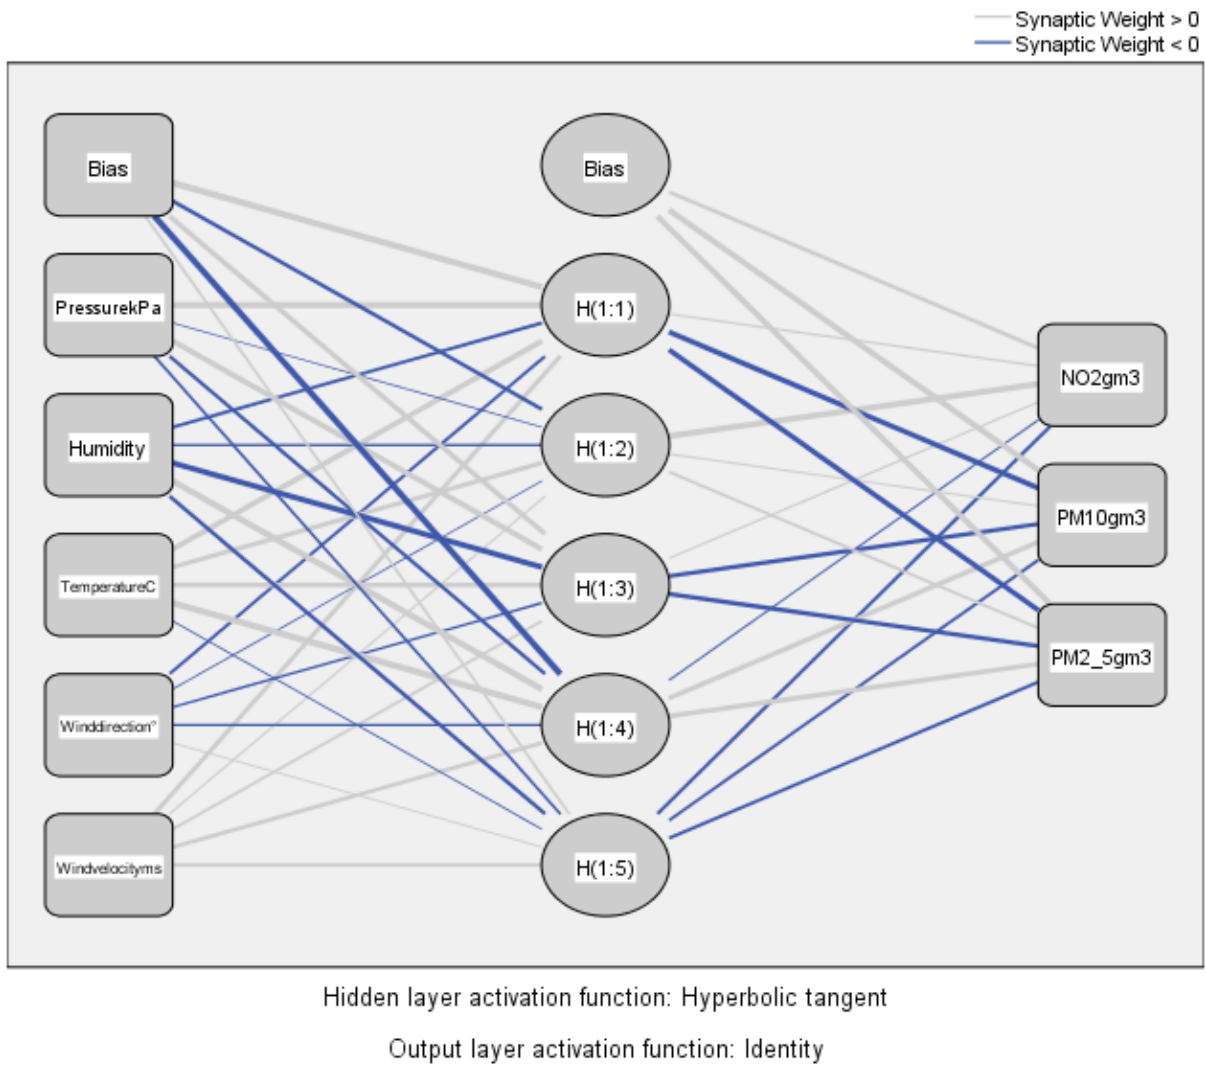 Synaptic Weight > 0
Synaptic Weight < 0
Bias
PressurekPa
Humidity
TemperatureC
Winddirection°
Windvelocityms
Bias
H(1:1)
H(1:2)
H(1:3)
H(1:4)
H(1:5)
NO2gm3
PM10gm3
PM2_5gm3
Hidden layer activation function: Hyperbolic tangent
Output layer activation function: Identity